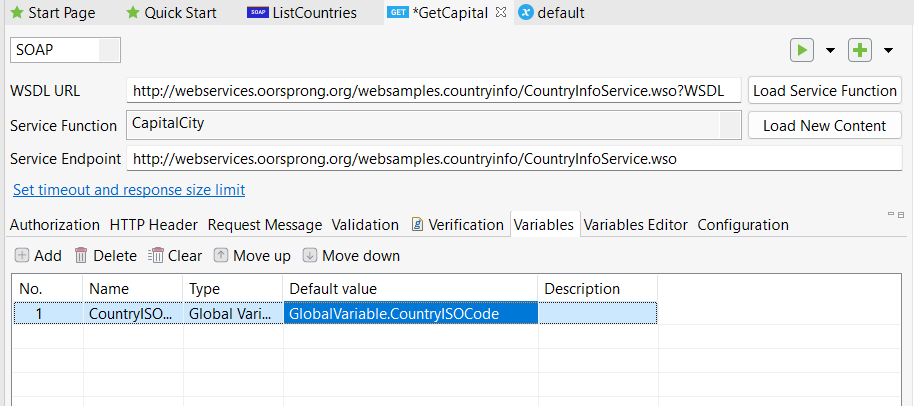 Start Page Quick Start SOAP ListCountries GET *GetCapital x default
SOAP
WSDL URL http://webservices.oorsprong.org/websamples.countryinfo/CountryInfoService.wso?WSDL Load Service Function
Service Function CapitalCity Load New Content
Service Endpoint http://webservices.oorsprong.org/websamples.countryinfo/CountryInfoService.wso
Set timeout and response size limit
Authorization HTTP Header Request Message Validation Verification Variables Variables Editor Configuration
Add Delete Clear Move up Move down
No. Name Type Default value Description
1 CountryISO... Global Vari... GlobalVariable.CountryISOCode